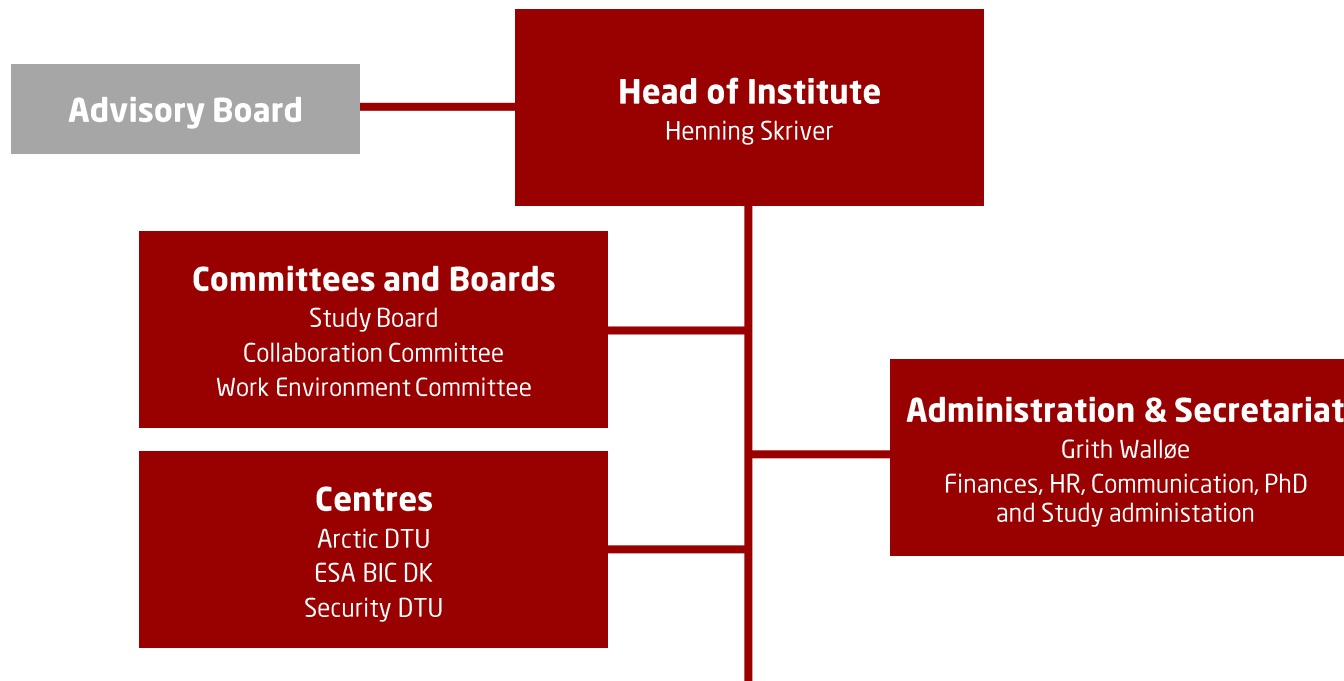 Advisory Board
Head of Institute
Henning Skriver
Committees and Boards
Study Board
Collaboration Committee
Work Environment Committee
Administration & Secretariat
Grith Walløe
Finances, HR, Communication, PhD
and Study administation
Centres
Arctic DTU
ESA BIC DK
Security DTU